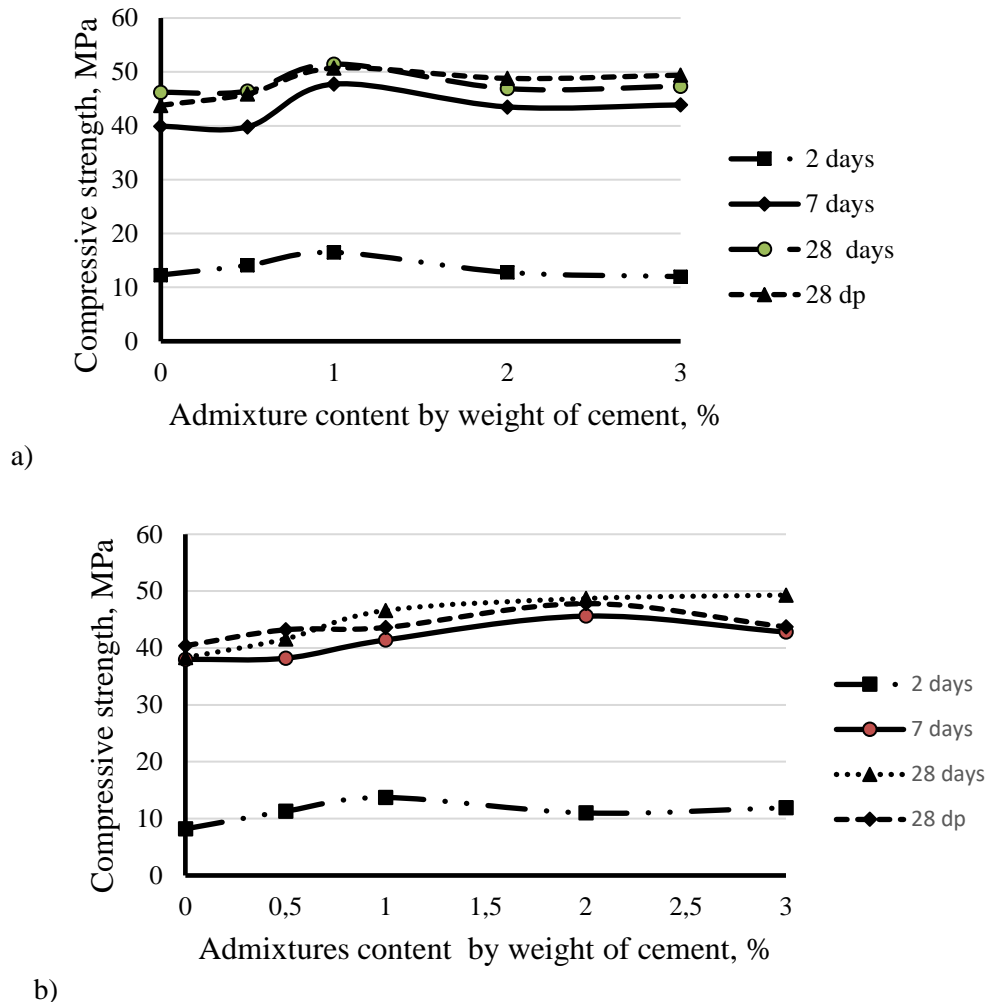 Compressive strength, MPa
60
50
40
30
20
10
0
0 1 2 3
Admixture content by weight of cement, %
2 days
7 days
28 days
28 dp
a)
Compressive strength, MPa
60
50
40
30
20
10
0
0 0,5 1 1,5 2 2,5 3
Admixtures content by weight of cement, %
2 days
7 days
28 days
28 dp
b)